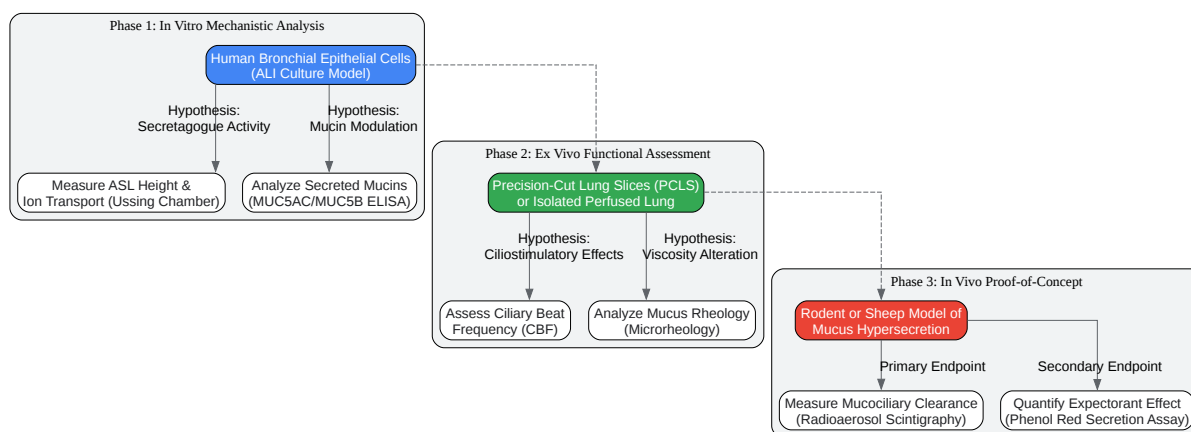 Phase 1: In Vitro Mechanistic Analysis
Human Bronchial Epithelial Cells
(ALI Culture Model)
Hypothesis:
Secretagogue Activity
Hypothesis:
Mucin Modulation
Measure ASL Height &
Ion Transport (Ussing Chamber)
Analyze Secreted Mucins
(MUC5AC/MUC5B ELISA)
Phase 2: Ex Vivo Functional Assessment
Precision-Cut Lung Slices (PCLS)
or Isolated Perfused Lung
Hypothesis:
Ciliostimulatory Effects
Hypothesis:
Viscosity Alteration
Assess Ciliary Beat
Frequency (CBF)
Analyze Mucus Rheology
(Microrheology)
Phase 3: In Vivo Proof-of-Concept
Rodent or Sheep Model of
Mucus Hypersecretion
Primary Endpoint
Secondary Endpoint
Measure Mucociliary Clearance
(Radioaerosol Scintigraphy)
Quantify Expectorant Effect
(Phenol Red Secretion Assay)